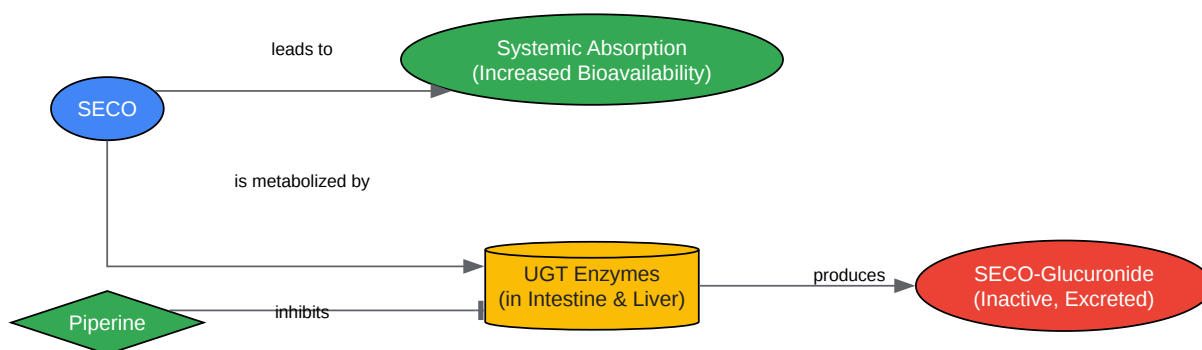 leads to
Systemic Absorption
(Increased Bioavailability)
SECO
is metabolized by
UGT Enzymes
(in Intestine & Liver)
produces
SECO-Glucuronide
(Inactive, Excreted)
Piperine
inhibits